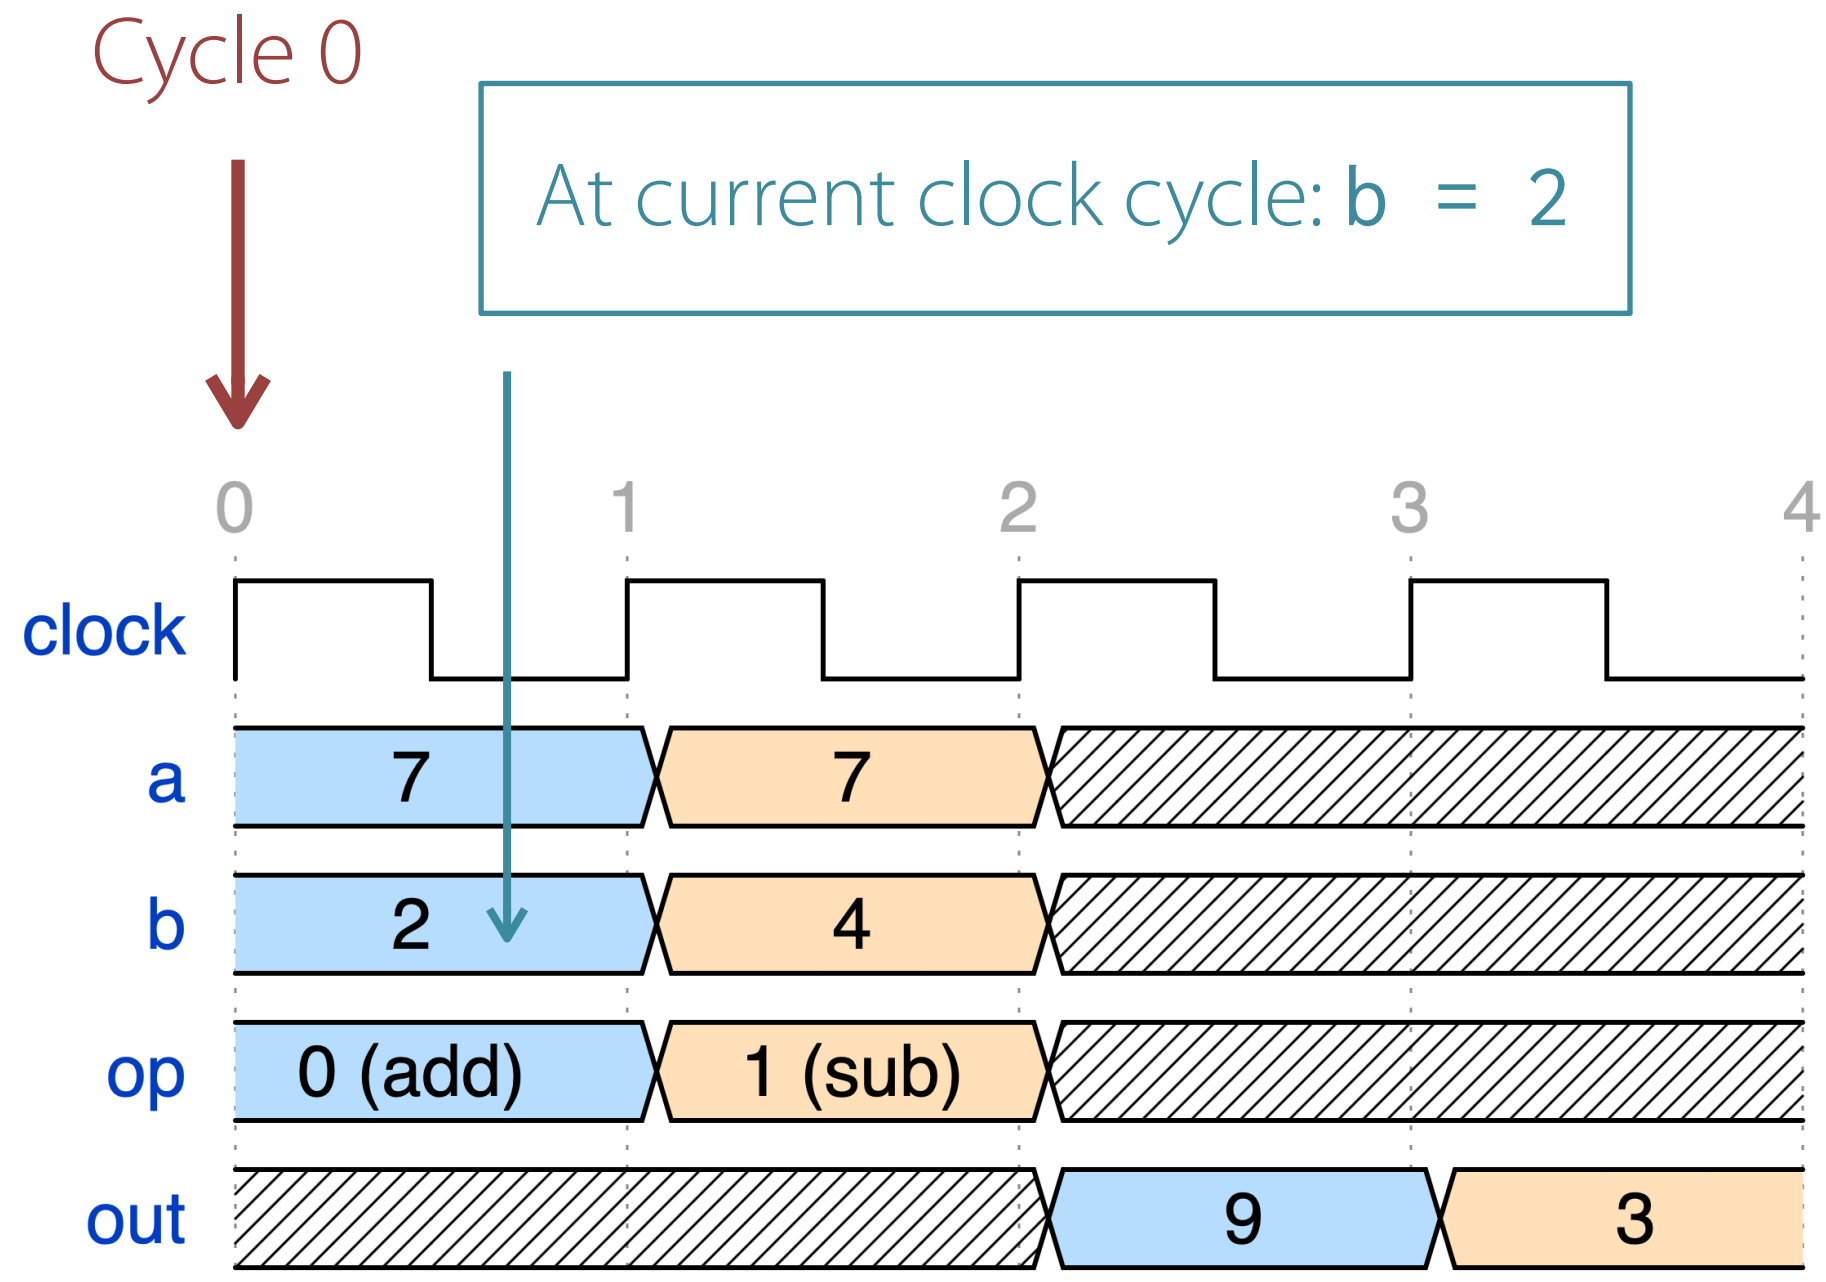 Cycle 0
At current clock cycle: b = 2
0 1 2 3 4
clock
a 7 7
b 2 4
op 0 (add) 1 (sub)
out 9 3